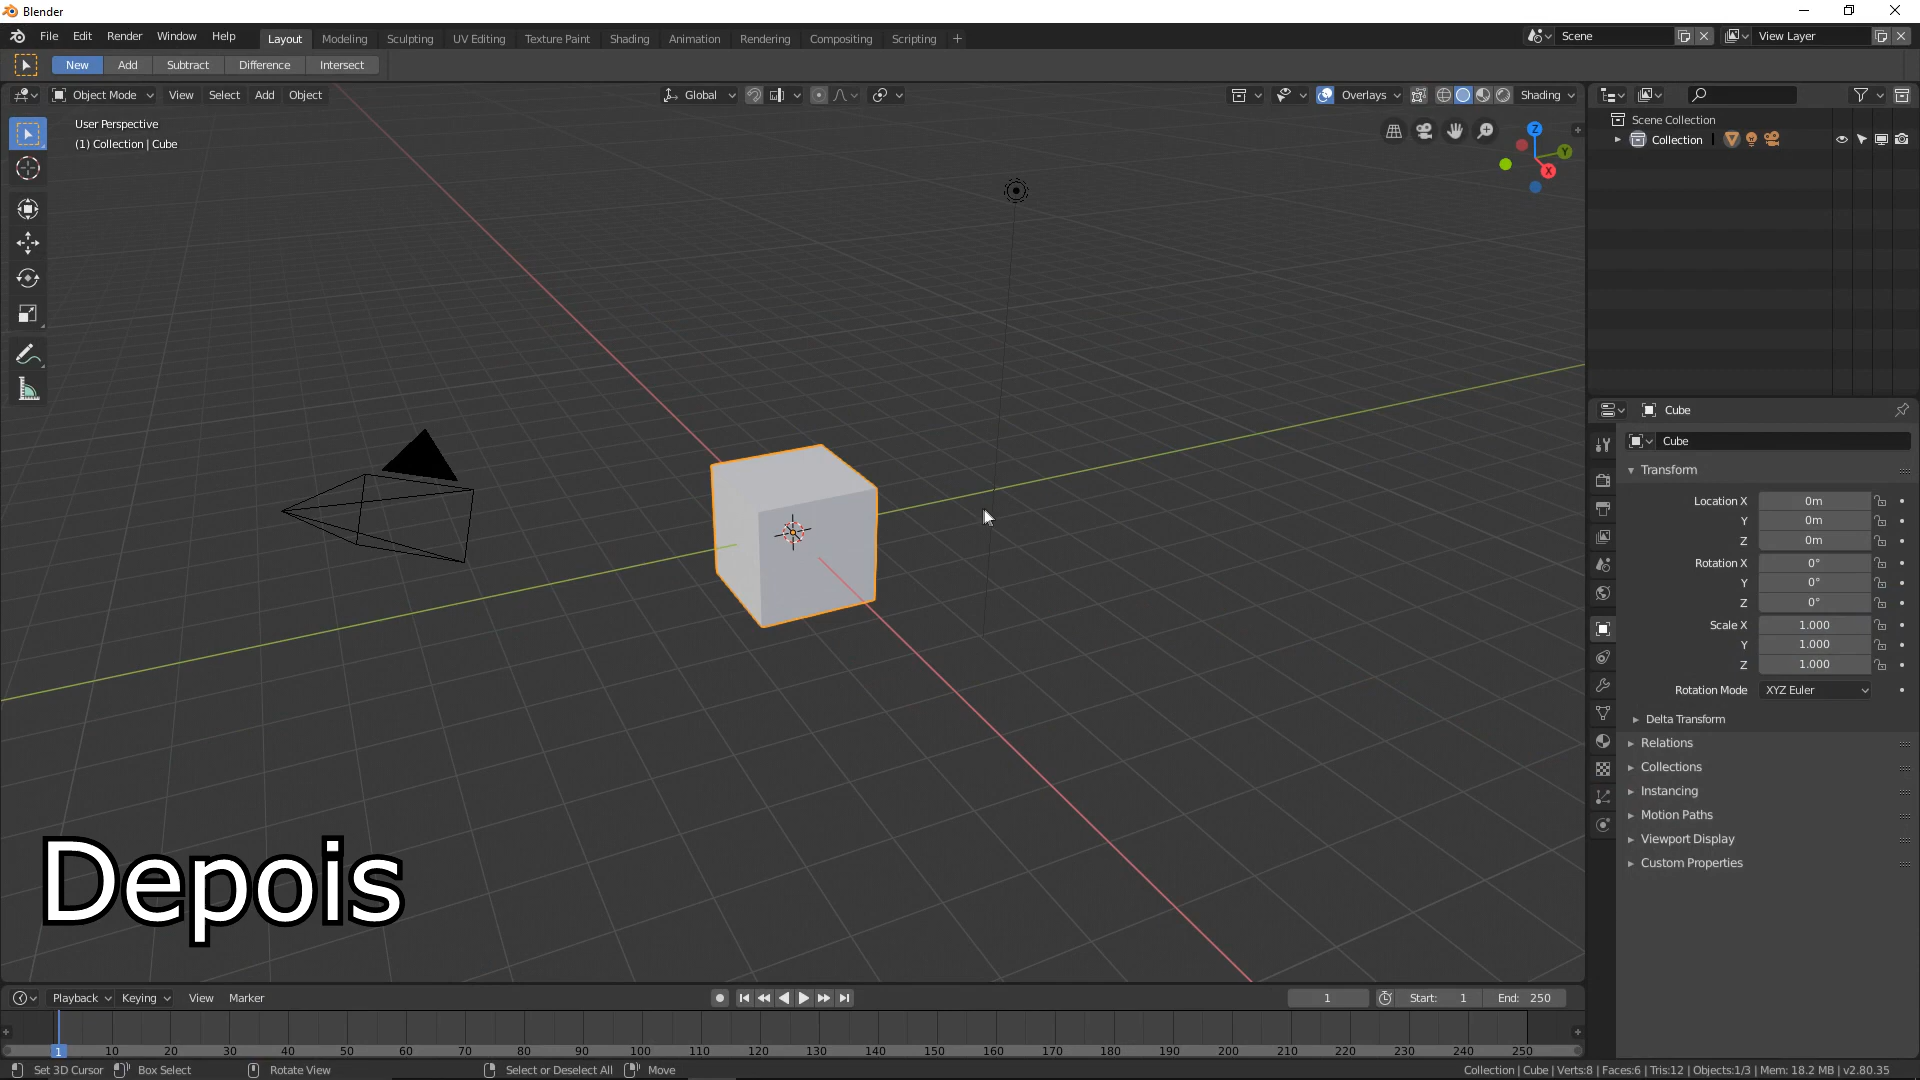 Blender
File Edit Render Window Help Layout Modeling Sculpting UV Editing Texture Paint Shading Animation Rendering Compositing Scripting + Scene View Layer
New Add Subtract Difference Intersect
Object Mode View Select Add Object Global Overlays Shading
User Perspective
(1) Collection | Cube
Z
Y
X
Scene Collection
Collection
Cube
Cube
Transform
Location X 0m
Y 0m
Z 0m
Rotation X 0°
Y 0°
Z 0°
Scale X 1.000
Y 1.000
Z 1.000
Rotation Mode XYZ Euler
Delta Transform
Relations
Collections
Instancing
Motion Paths
Viewport Display
Custom Properties
Depois
Playback Keying View Marker 1 Start: 1 End: 250
1 10 20 30 40 50 60 70 80 90 100 110 120 130 140 150 160 170 180 190 200 210 220 230 240 250
Set 3D Cursor Box Select Rotate View Select or Deselect All Move Collection | Cube | Verts:8 | Faces:6 | Tris:12 | Objects:1/3 | Mem: 18.2 MB | v2.80.35